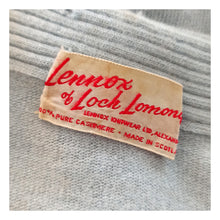 Lennox
of Loch Lomond
LENNOX KNITWEAR LTD, ALEXAN
100% PURE CASHMERE • MADE IN SCOTL